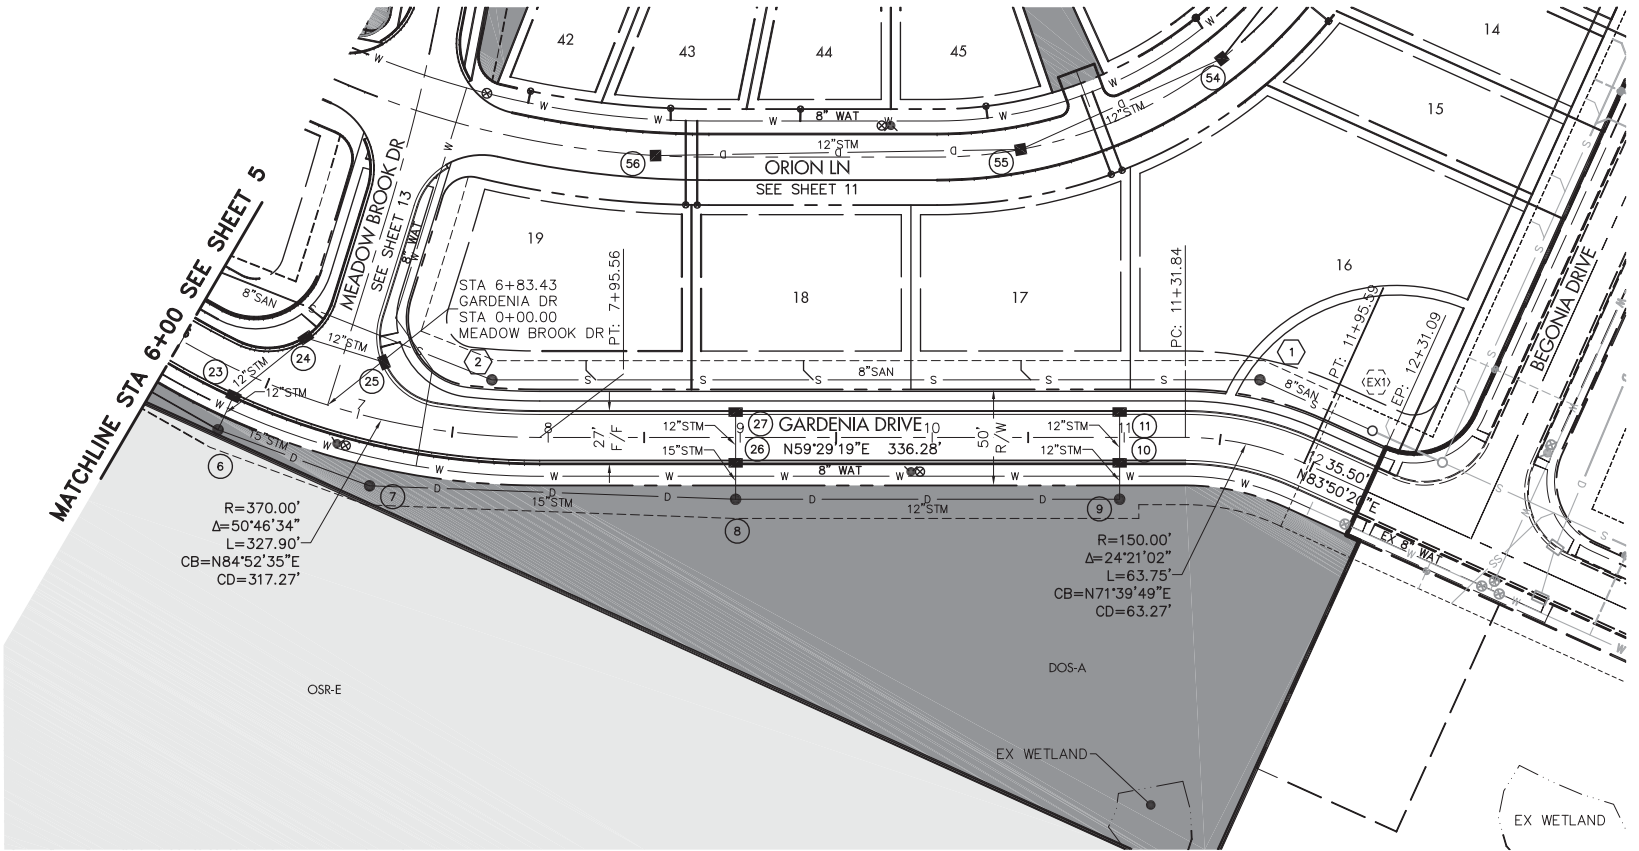 42
43
44
45
14
54
15
8" WAT
12"STM
12"STM
56
55
ORION LN
SEE SHEET 11
MEADOW BROOK DR
SEE SHEET 13
8" WAT
MATCHLINE STA 6+00 SEE SHEET 5
8"SAN
19
18
17
16
STA 6+83.43
GARDENIA DR
STA 0+00.00
MEADOW BROOK DR
PT: 7+95.56
PC: 11+31.84
PT: 11+95.59
EP: 12+31.09
BEGONIA DRIVE
12"STM
24
23
25
12"STM
12"STM
2
8"SAN
1
EX1
8"SAN
7
8
9
10
11
27'
F/F
50'
R/W
12"STM
27
GARDENIA DRIVE
12"STM
11
15"STM
26
N59°29'19"E 336.28'
12"STM
10
8" WAT
15"STM
6
7
15"STM
8
12"STM
9
12 35.50'
N83°50'20"E
EX 8" WAT
R=370.00'
Δ=50°46'34"
L=327.90'
CB=N84°52'35"E
CD=317.27'
R=150.00'
Δ=24°21'02"
L=63.75'
CB=N71°39'49"E
CD=63.27'
OSR-E
DOS-A
EX WETLAND
EX WETLAND